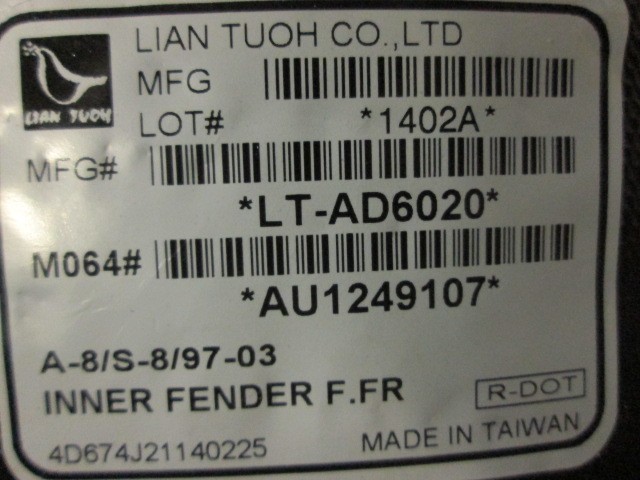 LIAN TUOH
LIAN TUOH CO.,LTD
MFG
LOT# *1402A*
MFG#
*LT-AD6020*
M064#
*AU1249107*
A-8/S-8/97-03
INNER FENDER F.FR
R-DOT
4D674J21140225
MADE IN TAIWAN